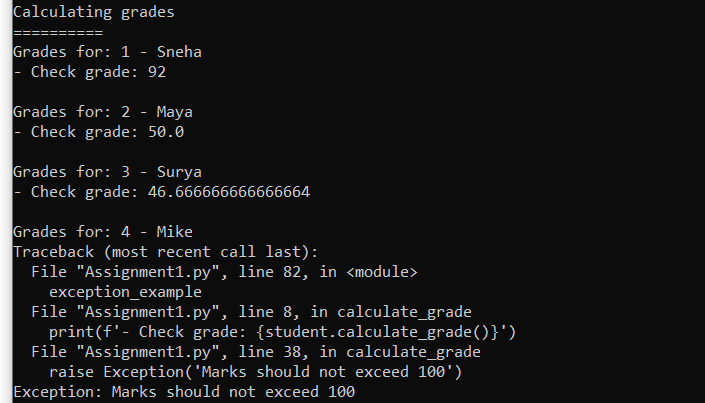 Calculating grades
==========
Grades for: 1 - Sneha
- Check grade: 92
Grades for: 2 - Maya
- Check grade: 50.0
Grades for: 3 - Surya
- Check grade: 46.666666666666664
Grades for: 4 - Mike
Traceback (most recent call last):
  File "Assignment1.py", line 82, in <module>
    exception_example
  File "Assignment1.py", line 8, in calculate_grade
    print(f'- Check grade: {student.calculate_grade()}')
  File "Assignment1.py", line 38, in calculate_grade
    raise Exception('Marks should not exceed 100')
Exception: Marks should not exceed 100